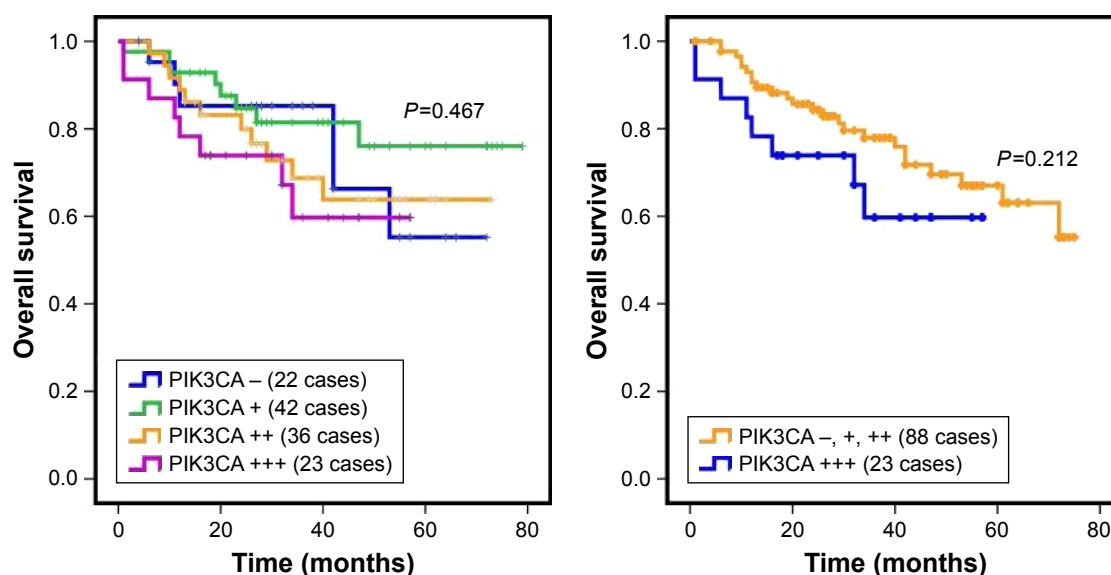 1.0
0.8
0.6
0.4
0.2
0.0
Overall survival
P=0.467
PIK3CA – (22 cases)
PIK3CA + (42 cases)
PIK3CA ++ (36 cases)
PIK3CA +++ (23 cases)
0 20 40 60 80
Time (months)
1.0
0.8
0.6
0.4
0.2
0.0
Overall survival
P=0.212
PIK3CA –, +, ++ (88 cases)
PIK3CA +++ (23 cases)
0 20 40 60 80
Time (months)